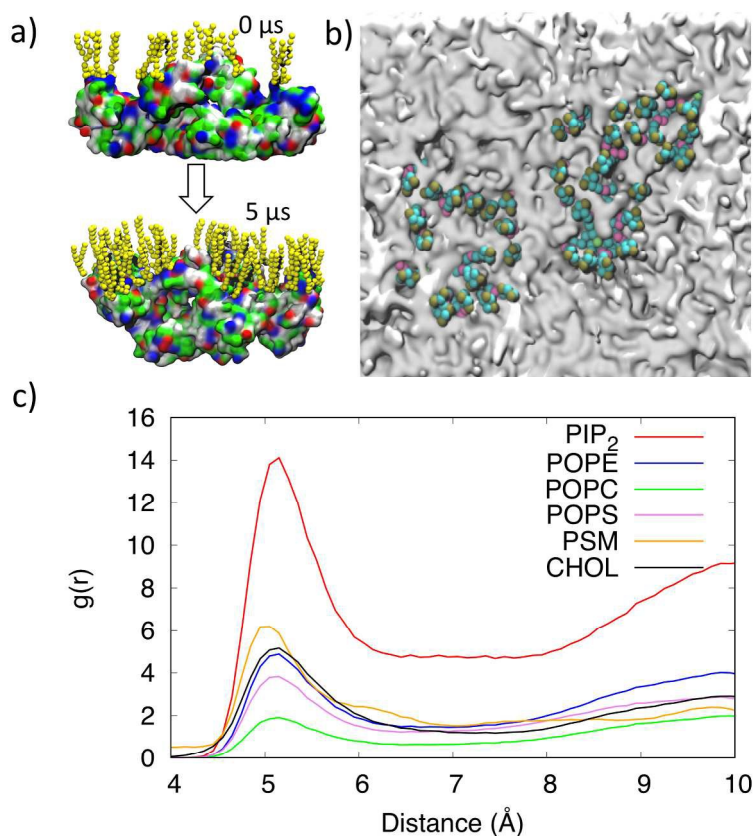 a)
0 µs
5 µs
b)
c)
16
14
12
10
8
6
4
2
0
g(r)
PIP2
POPE
POPC
POPS
PSM
CHOL
4 5 6 7 8 9 10
Distance (Å)